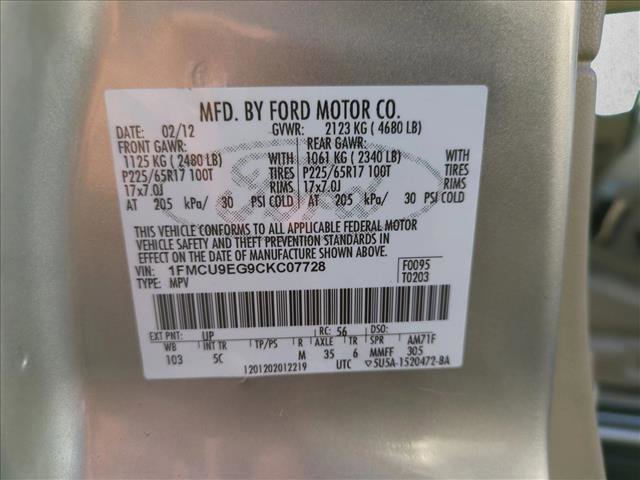 MFD. BY FORD MOTOR CO.
DATE: 02/12 GVWR: 2123 KG ( 4680 LB)
FRONT GAWR: REAR GAWR:
1125 KG ( 2480 LB) WITH 1061 KG ( 2340 LB) WITH
P225/65R17 100T TIRES P225/65R17 100T TIRES
17x7.0J RIMS 17x7.0J RIMS
AT 205 kPa/ 30 PSI COLD AT 205 kPa/ 30 PSI COLD
Ford
THIS VEHICLE CONFORMS TO ALL APPLICABLE FEDERAL MOTOR
VEHICLE SAFETY AND THEFT PREVENTION STANDARDS IN
EFFECT ON THE DATE OF MANUFACTURE SHOWN ABOVE.
VIN: 1FMCU9EG9CKC07728 F0095
TYPE: MPV T0203
EXT PNT: UP RC: 56 DSO:
WB INT TR TP/PS R AXLE TR SPR AM71F
103 5C M 35 6 MMFF 305
1201202012219 UTC ▽5U5A-1520472-BA